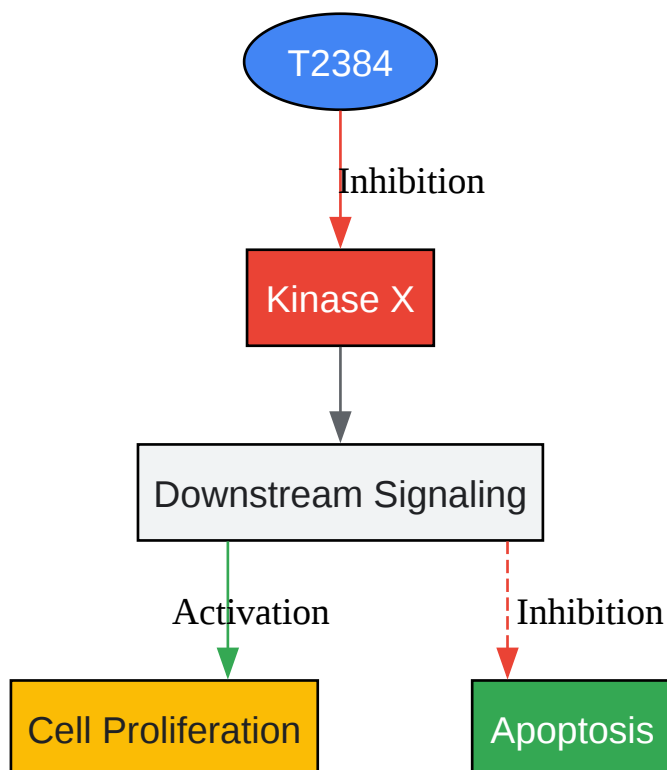 T2384
Inhibition
Kinase X
Downstream Signaling
Activation
Inhibition
Cell Proliferation
Apoptosis